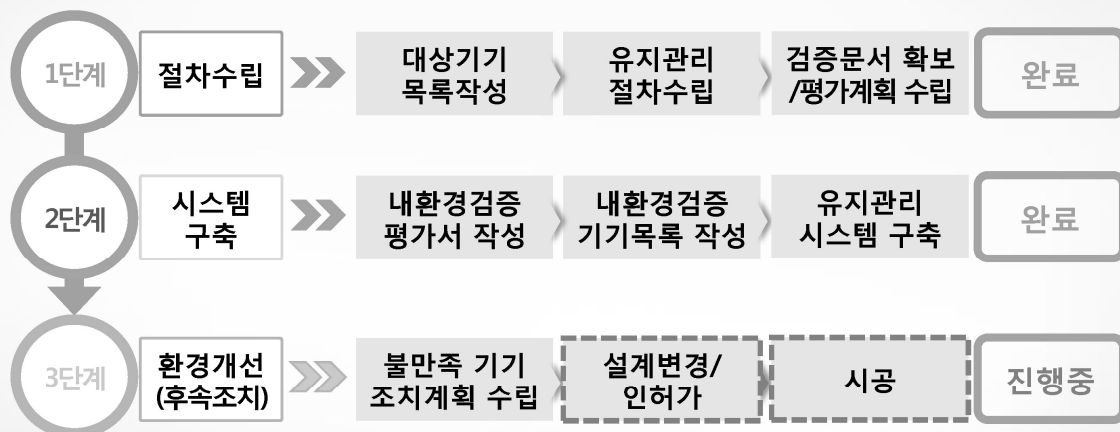 1단계
절차수립
대상기기
목록작성
유지관리
절차수립
검증문서 확보
/평가계획 수립
완료
2단계
시스템
구축
내환경검증
평가서 작성
내환경검증
기기목록 작성
유지관리
시스템 구축
완료
3단계
환경개선
(후속조치)
불만족 기기
조치계획 수립
설계변경/
인허가
시공
진행중